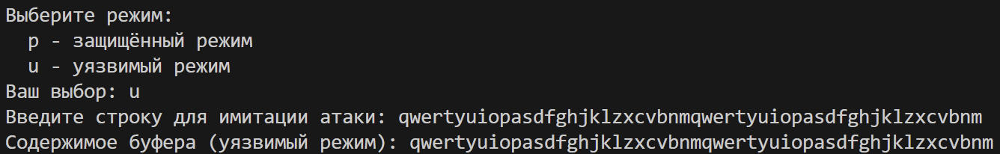 Выберите режим:
  p - защищённый режим
  u - уязвимый режим
Ваш выбор: u
Введите строку для имитации атаки: qwertyuiopasdfghjklzxcvbnmqwertyuiopasdfghjklzxcvbnm
Содержимое буфера (уязвимый режим): qwertyuiopasdfghjklzxcvbnmqwertyuiopasdfghjklzxcvbnm